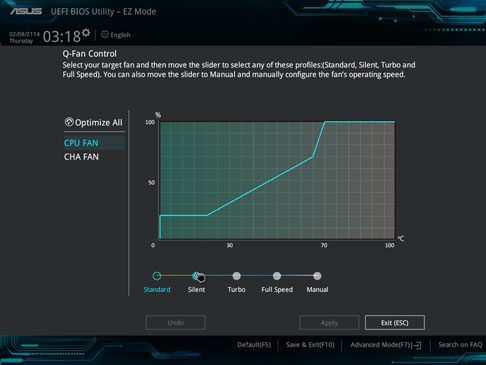 ASUS UEFI BIOS Utility – EZ Mode
02/08/2114
Thursday
03:18
English
Q-Fan Control
Select your target fan and then move the slider to select any of these profiles:(Standard, Silent, Turbo and
Full Speed). You can also move the slider to Manual and manually configure the fan's operating speed.
Optimize All
CPU FAN
CHA FAN
%
100
50
0 30 70 100
°C
Standard Silent Turbo Full Speed Manual
Undo Apply Exit (ESC)
Default(F5) Save & Exit(F10) Advanced Mode(F7) Search on FAQ